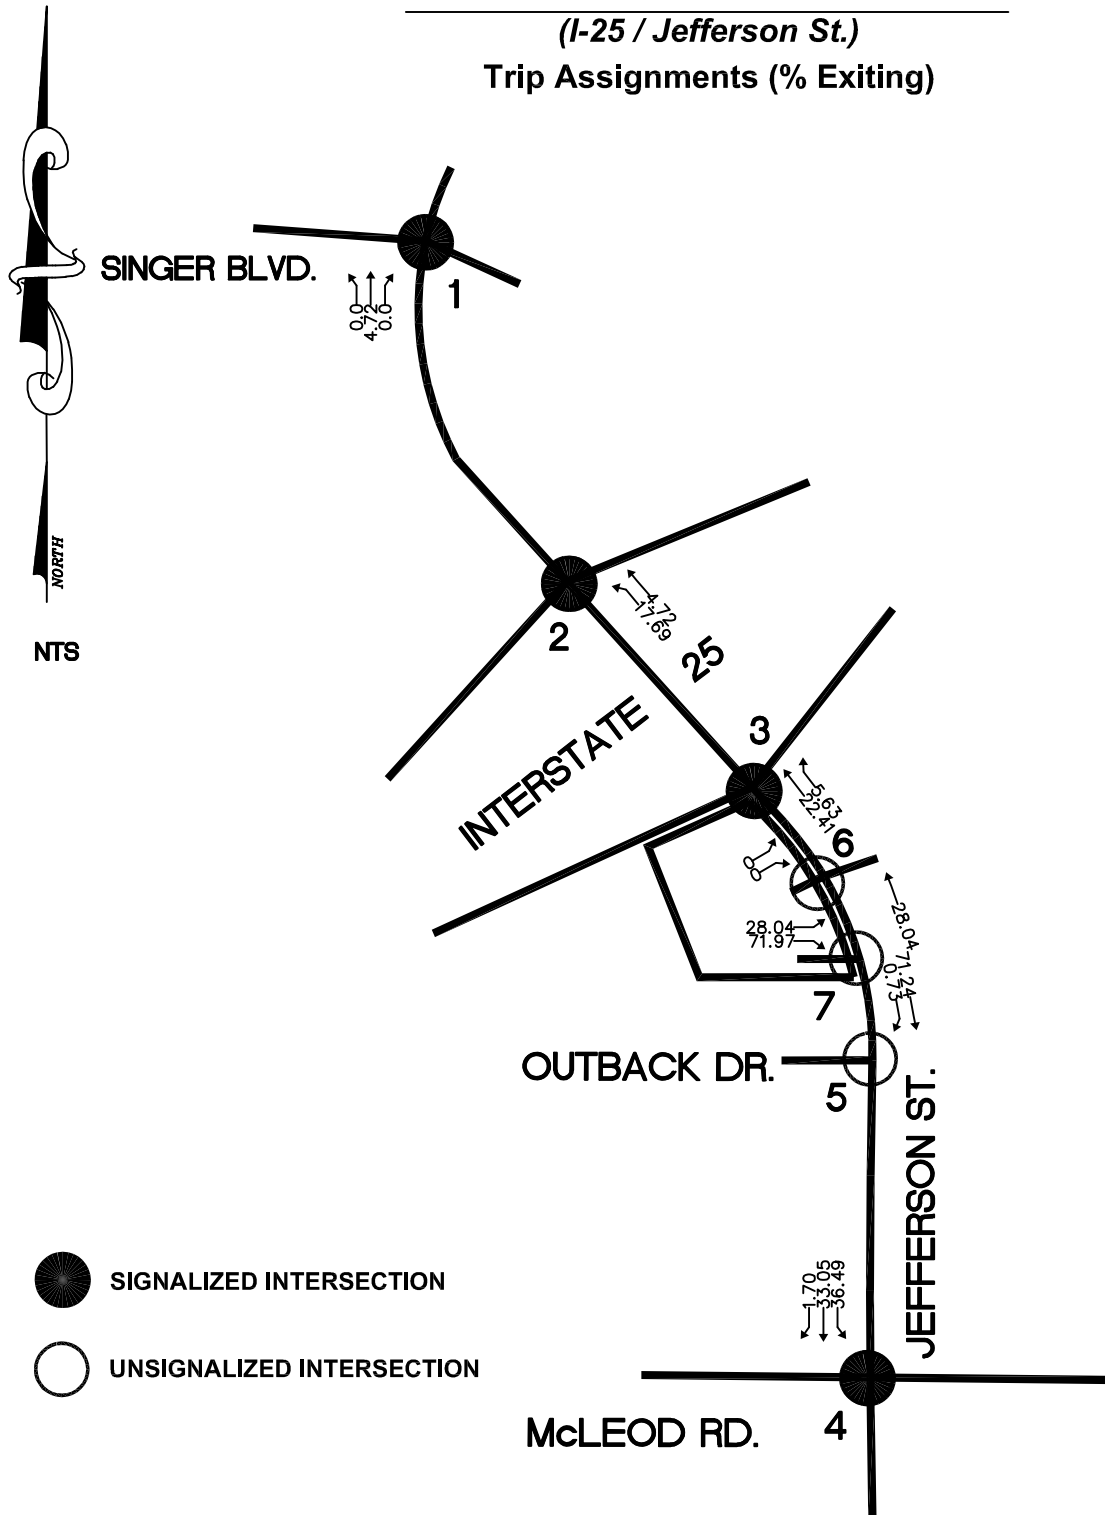 (I-25 / Jefferson St.)
Trip Assignments (% Exiting)
NORTH
NTS
SINGER BLVD.
1
0.0
4.72
0.0
2
4.72
17.69
INTERSTATE 25
3
5.63
22.41
0
0
6
28.04
71.97
28.04
71.24
0.73
7
OUTBACK DR.
5
JEFFERSON ST.
1.70
33.05
36.49
McLEOD RD.
4
SIGNALIZED INTERSECTION
UNSIGNALIZED INTERSECTION